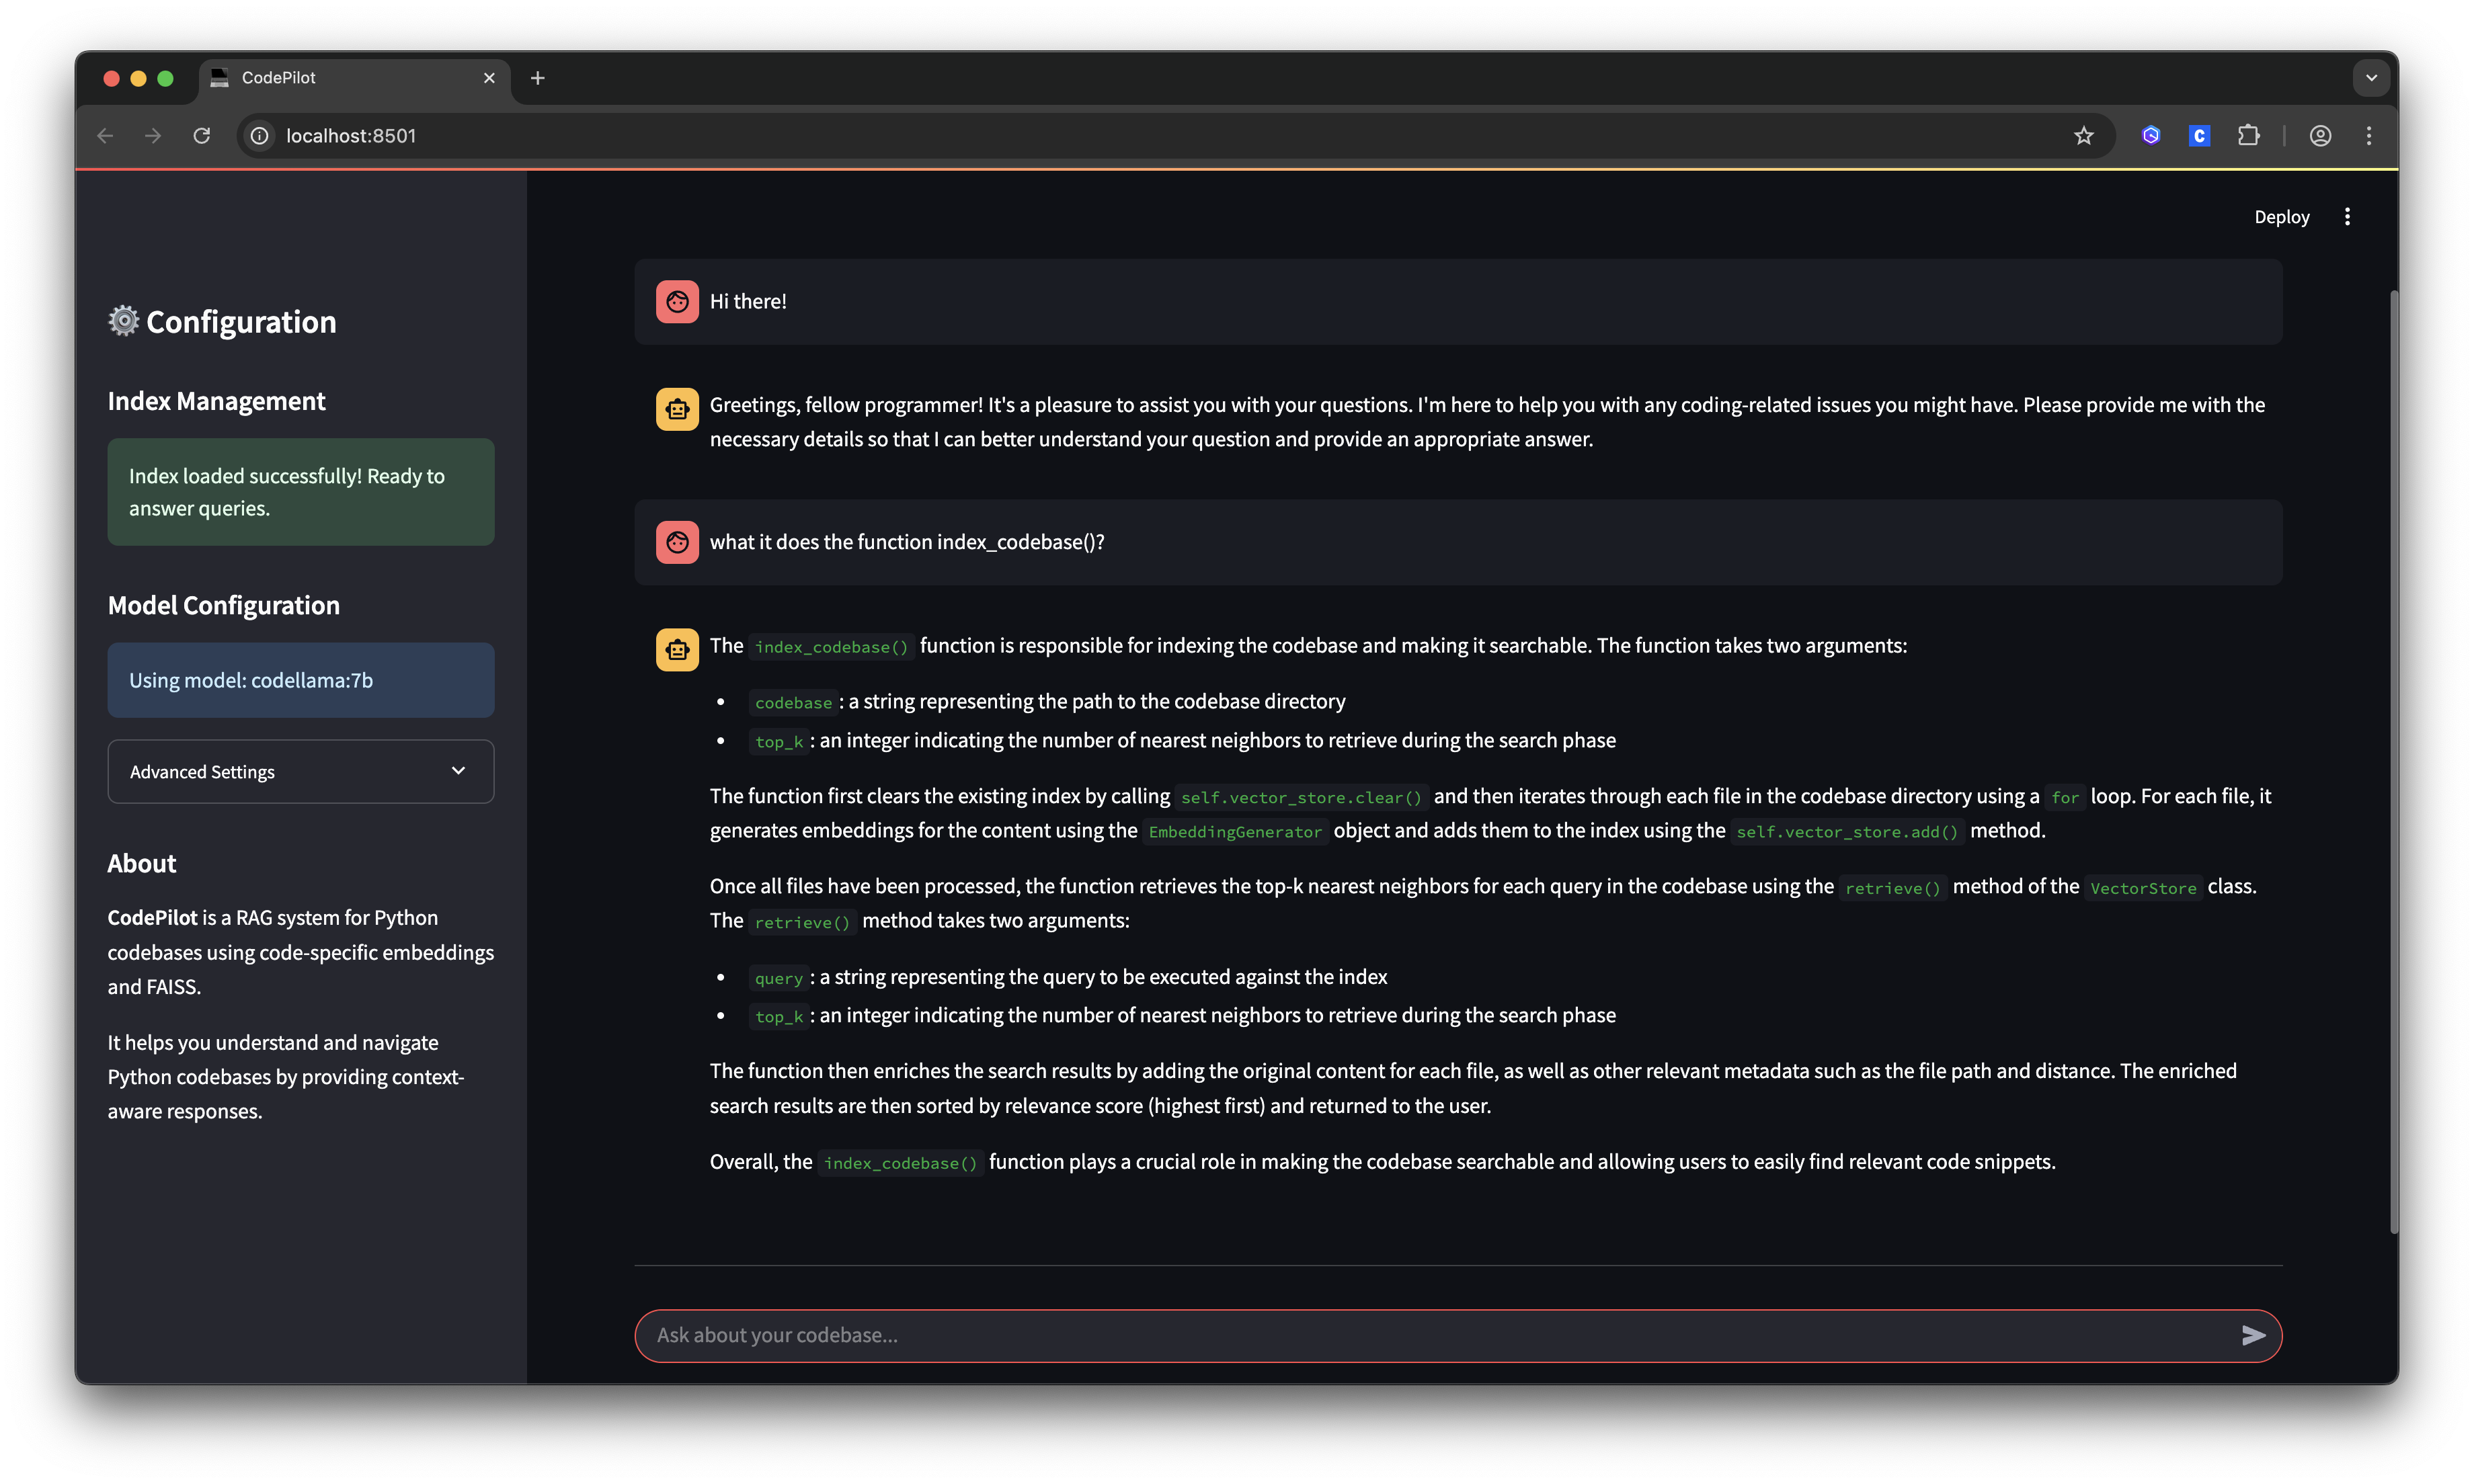 CodePilot
localhost:8501
Deploy
Configuration
Index Management
Index loaded successfully! Ready to
answer queries.
Model Configuration
Using model: codellama:7b
Advanced Settings
About
CodePilot is a RAG system for Python
codebases using code-specific embeddings
and FAISS.
It helps you understand and navigate
Python codebases by providing context-
aware responses.
Hi there!
Greetings, fellow programmer! It's a pleasure to assist you with your questions. I'm here to help you with any coding-related issues you might have. Please provide me with the
necessary details so that I can better understand your question and provide an appropriate answer.
what it does the function index_codebase()?
The index_codebase() function is responsible for indexing the codebase and making it searchable. The function takes two arguments:
• codebase: a string representing the path to the codebase directory
• top_k: an integer indicating the number of nearest neighbors to retrieve during the search phase
The function first clears the existing index by calling self.vector_store.clear() and then iterates through each file in the codebase directory using a for loop. For each file, it
generates embeddings for the content using the EmbeddingGenerator object and adds them to the index using the self.vector_store.add() method.
Once all files have been processed, the function retrieves the top-k nearest neighbors for each query in the codebase using the retrieve() method of the VectorStore class.
The retrieve() method takes two arguments:
• query: a string representing the query to be executed against the index
• top_k: an integer indicating the number of nearest neighbors to retrieve during the search phase
The function then enriches the search results by adding the original content for each file, as well as other relevant metadata such as the file path and distance. The enriched
search results are then sorted by relevance score (highest first) and returned to the user.
Overall, the index_codebase() function plays a crucial role in making the codebase searchable and allowing users to easily find relevant code snippets.
Ask about your codebase...